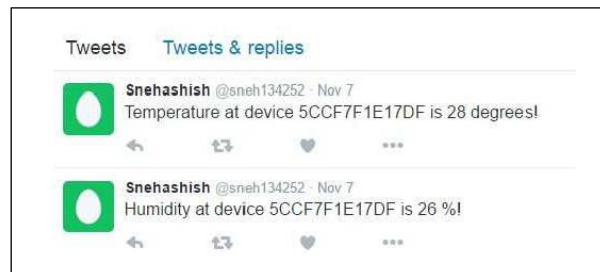 Tweets Tweets & replies
Snehashish @sneh134252 · Nov 7
Temperature at device 5CCF7F1E17DF is 28 degrees!
Snehashish @sneh134252 · Nov 7
Humidity at device 5CCF7F1E17DF is 26 %!